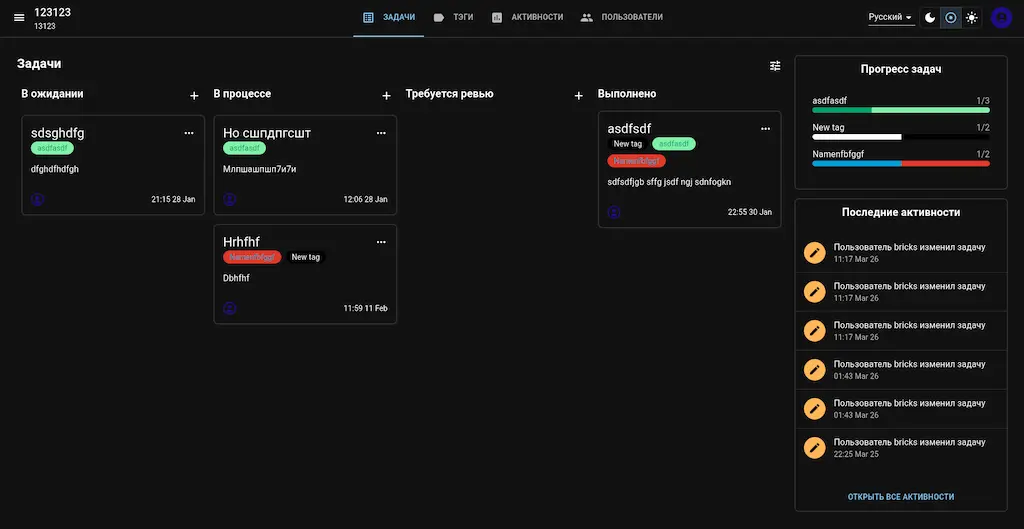 123123
13123
ЗАДАЧИ
ТЭГИ
АКТИВНОСТИ
ПОЛЬЗОВАТЕЛИ
Русский
Задачи
В ожидании
sdsghdfg
asdfasdf
dfghdfhdfgh
21:15 28 Jan
В процессе
Но сшпдпгсшт
asdfasdf
Млпшашпшп7и7и
12:06 28 Jan
Hrhfhf
Namenfbfggf New tag
Dbhfhf
11:59 11 Feb
Требуется ревью
Выполнено
asdfsdf
New tag asdfasdf
Namenfbfggf
sdfsdfjgb sffg jsdf ngj sdnfogkn
22:55 30 Jan
Прогресс задач
asdfasdf 1/3
New tag 1/2
Namenfbfggf 1/2
Последние активности
Пользователь bricks изменил задачу
11:17 Mar 26
Пользователь bricks изменил задачу
11:17 Mar 26
Пользователь bricks изменил задачу
11:17 Mar 26
Пользователь bricks изменил задачу
01:43 Mar 26
Пользователь bricks изменил задачу
01:43 Mar 26
Пользователь bricks изменил задачу
22:25 Mar 25
ОТКРЫТЬ ВСЕ АКТИВНОСТИ